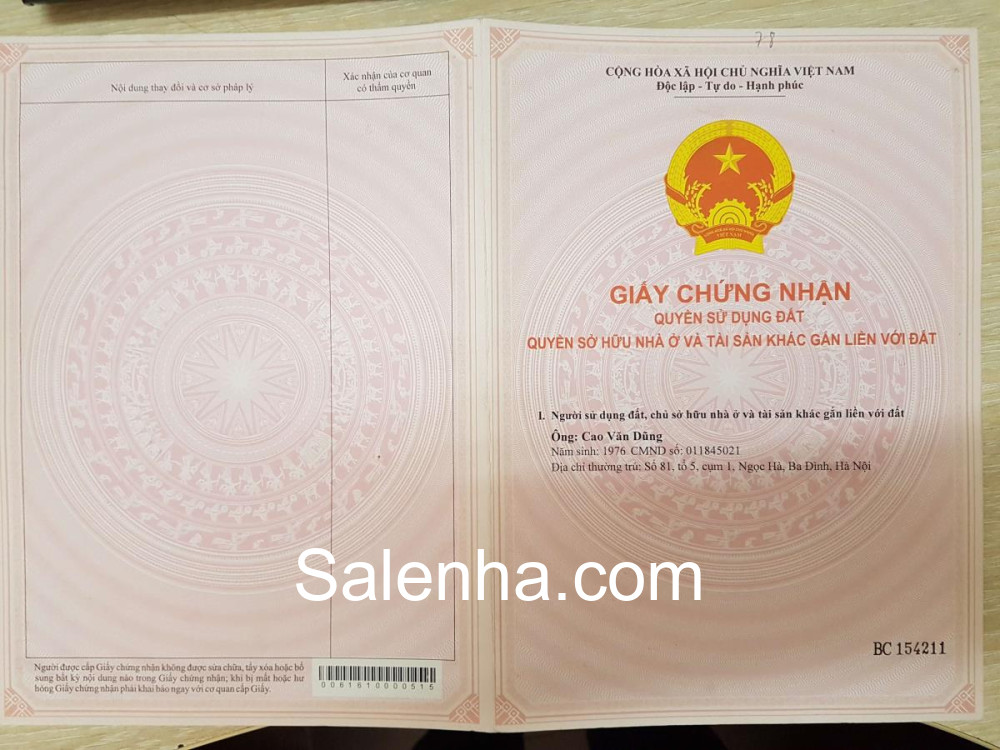 Nội dung thay đổi và cơ sở pháp lý
Xác nhận của cơ quan
có thẩm quyền
Người được cấp Giấy chứng nhận không được sửa chữa, tẩy xóa hoặc bổ
sung bất kỳ nội dung nào trong Giấy chứng nhận; khi bị mất hoặc hư
hỏng Giấy chứng nhận phải khai báo ngay với cơ quan cấp Giấy.
0061610000515
78
CỘNG HÒA XÃ HỘI CHỦ NGHĨA VIỆT NAM
Độc lập - Tự do - Hạnh phúc
VIỆT NAM
GIẤY CHỨNG NHẬN
QUYỀN SỬ DỤNG ĐẤT
QUYỀN SỞ HỮU NHÀ Ở VÀ TÀI SẢN KHÁC GẮN LIỀN VỚI ĐẤT
I. Người sử dụng đất, chủ sở hữu nhà ở và tài sản khác gắn liền với đất
Ông: Cao Văn Dũng
Năm sinh: 1976 CMND số: 011845021
Địa chỉ thường trú: Số 81, tổ 5, cụm 1, Ngọc Hà, Ba Đình, Hà Nội
Salenha.com
BC 154211